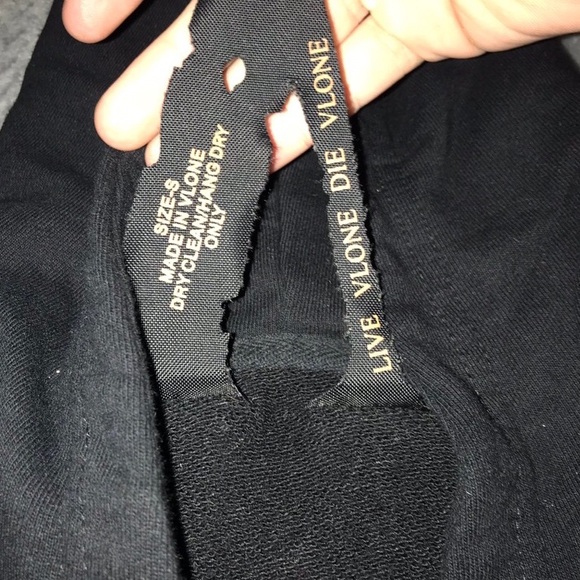 SIZE-S
MADE IN VLONE
DRY CLEAN/HANG DRY
ONLY
LIVE VLONE DIE VLONE